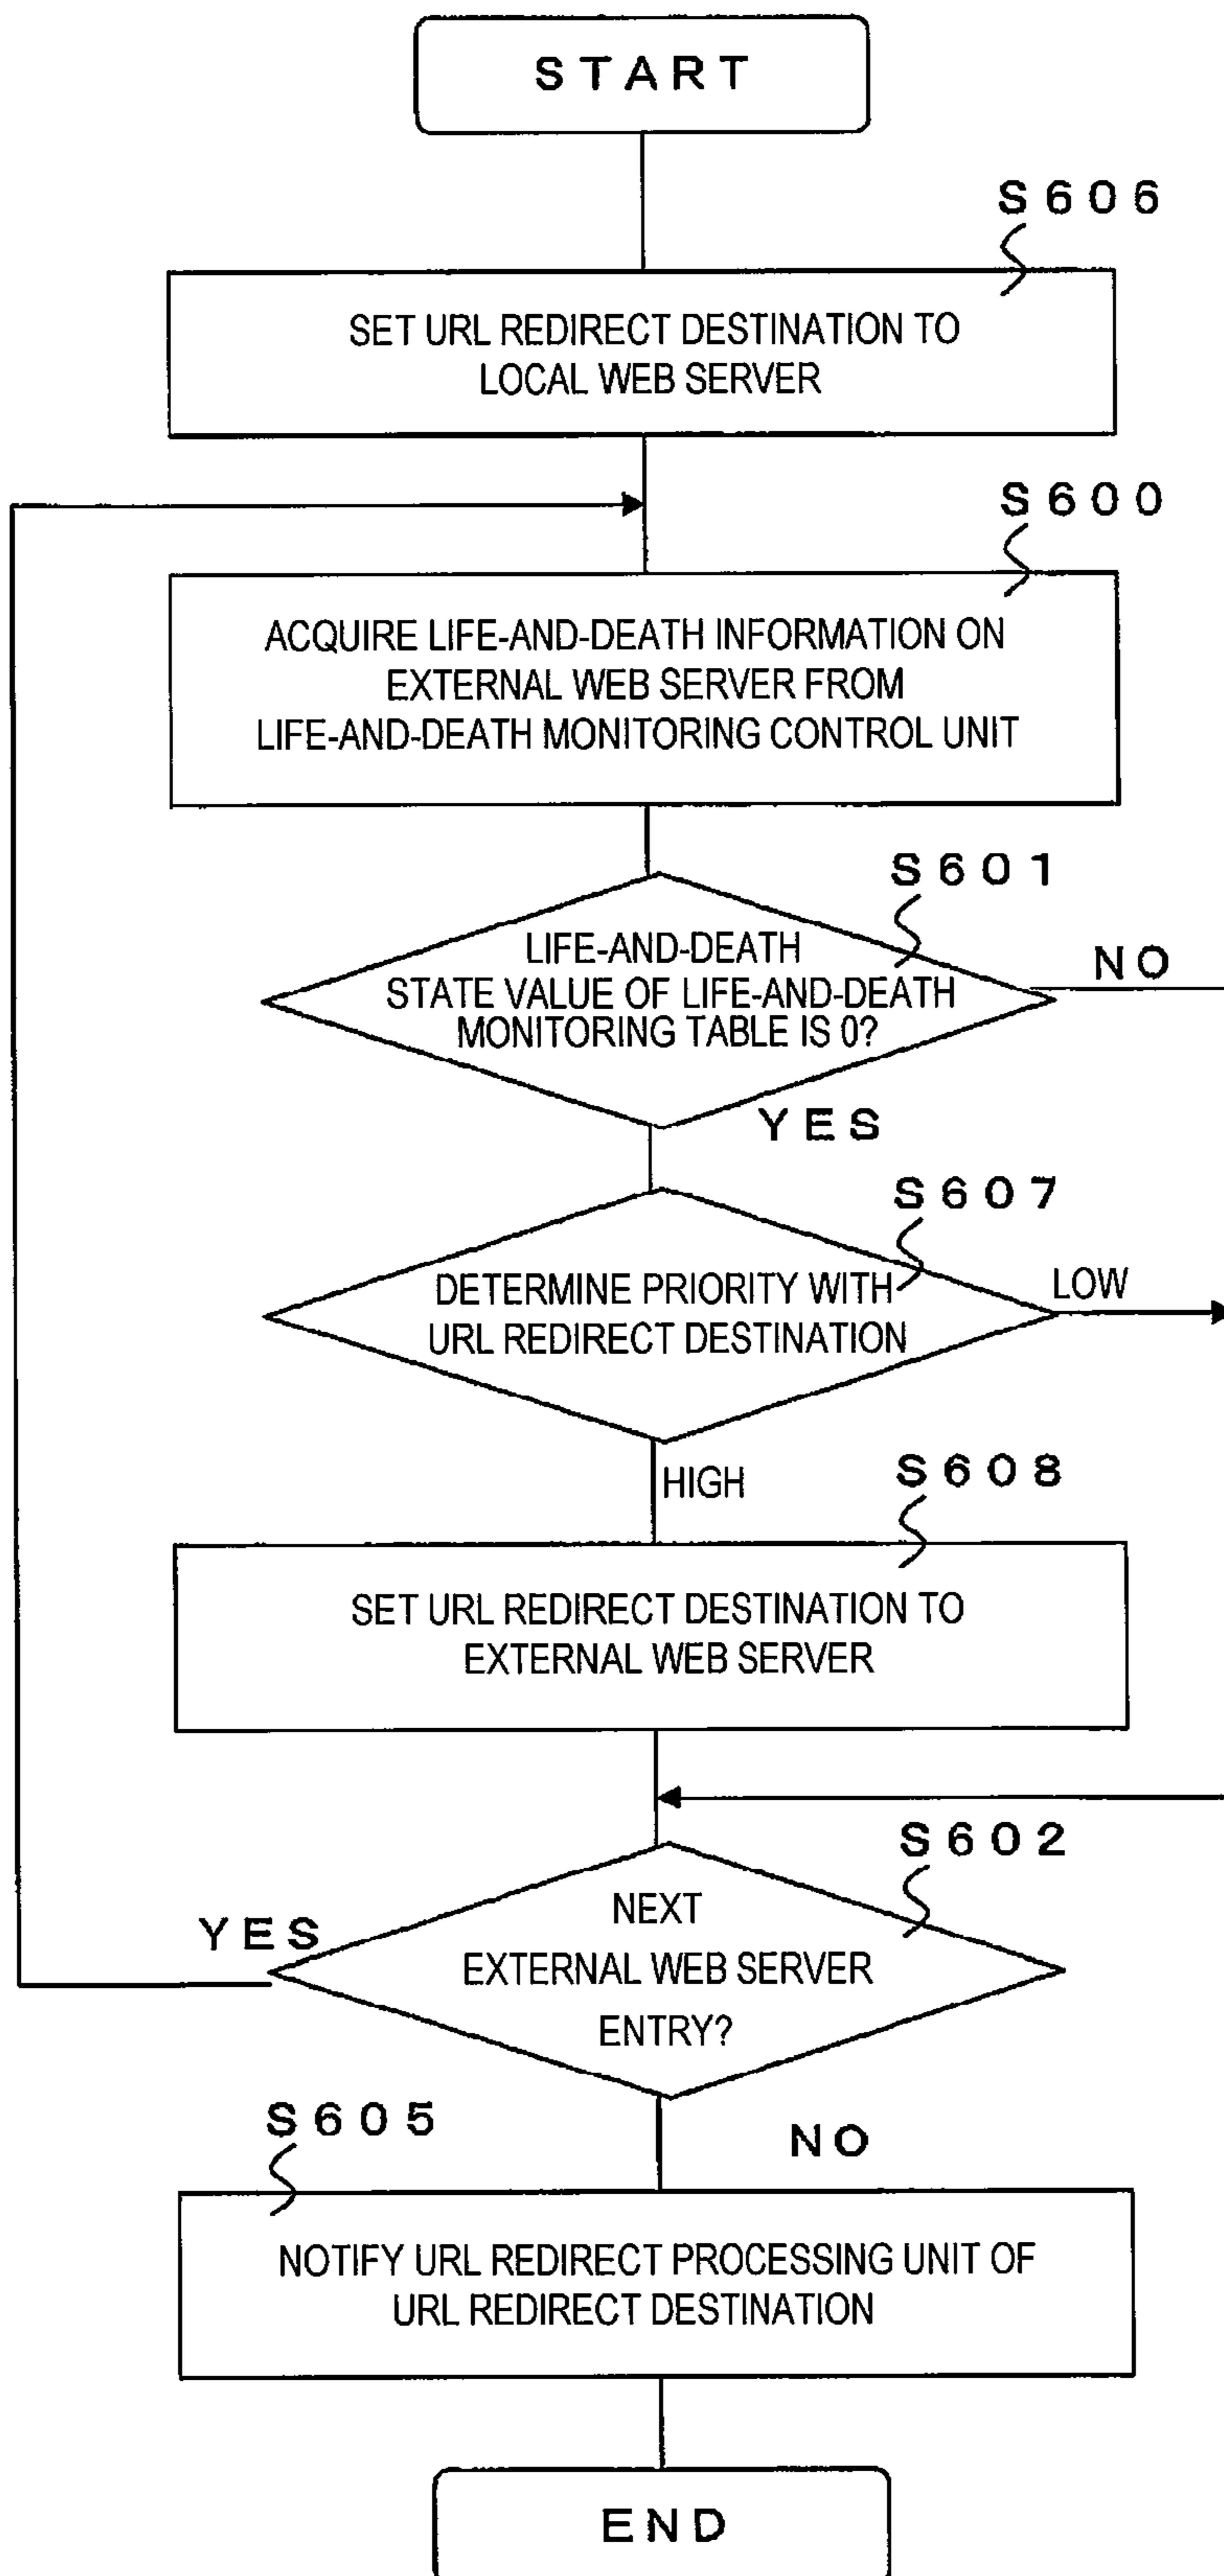 START
S606
SET URL REDIRECT DESTINATION TO
LOCAL WEB SERVER
S600
ACQUIRE LIFE-AND-DEATH INFORMATION ON
EXTERNAL WEB SERVER FROM
LIFE-AND-DEATH MONITORING CONTROL UNIT
S601
LIFE-AND-DEATH
STATE VALUE OF LIFE-AND-DEATH
MONITORING TABLE IS 0?
NO
YES
S607
DETERMINE PRIORITY WITH
URL REDIRECT DESTINATION
LOW
HIGH
S608
SET URL REDIRECT DESTINATION TO
EXTERNAL WEB SERVER
S602
NEXT
EXTERNAL WEB SERVER
ENTRY?
YES
NO
S605
NOTIFY URL REDIRECT PROCESSING UNIT OF
URL REDIRECT DESTINATION
END